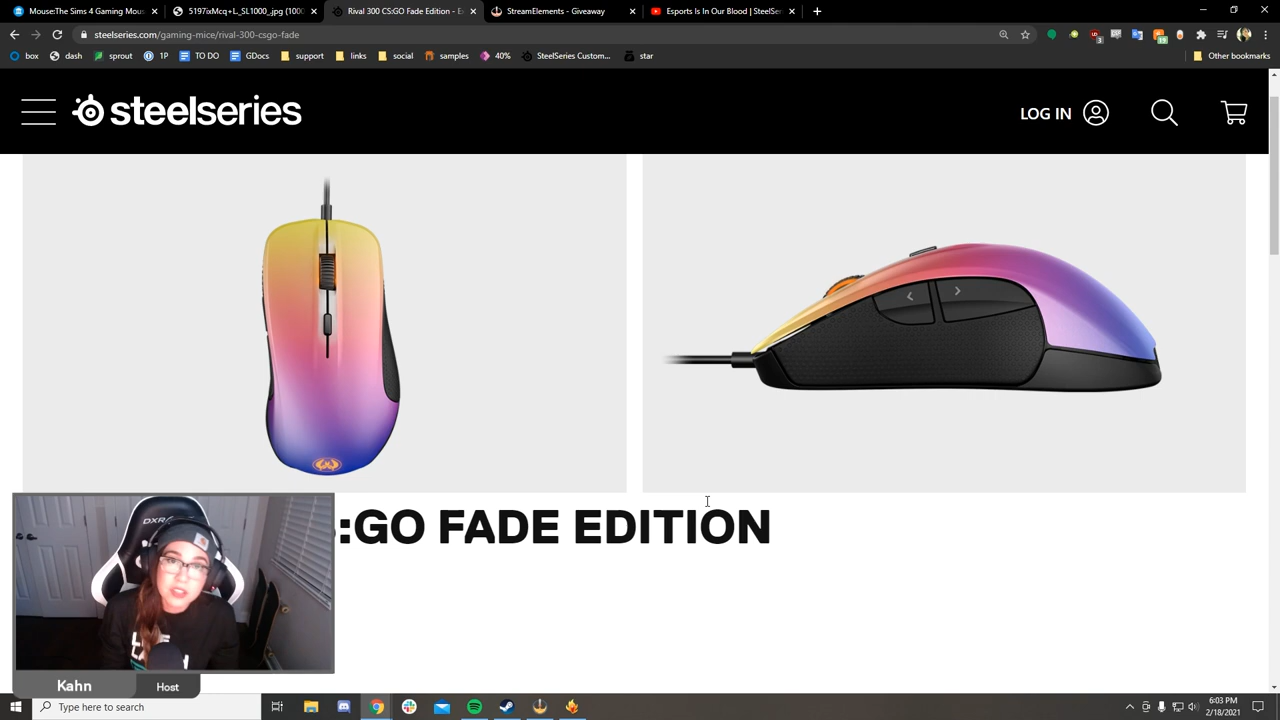 Mouse:The Sims 4 Gaming Mous
5197ixMcq+L._SL1000_.jpg (100
Rival 300 CS:GO Fade Edition - E
StreamElements - Giveaway
Esports Is In Our Blood | SteelSer
steelseries.com/gaming-mice/rival-300-csgo-fade
box
dash
sprout
1P
TO DO
GDocs
support
links
social
samples
40%
SteelSeries Custom...
star
Other bookmarks
steelseries
LOG IN
:GO FADE EDITION
DXR
Kahn
Host
Type here to search
6:03 PM
2/18/2021